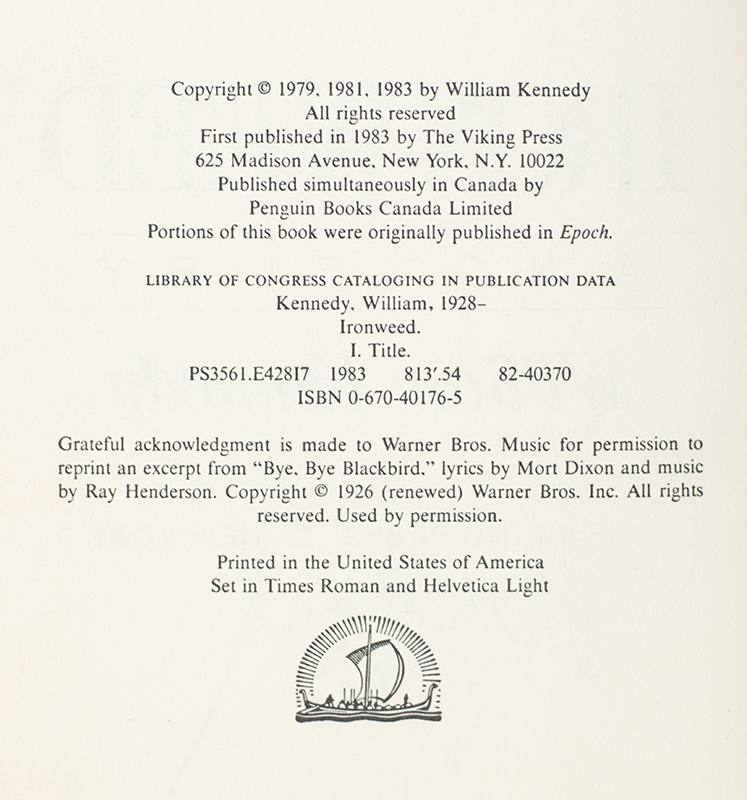 Copyright © 1979, 1981, 1983 by William Kennedy
All rights reserved
First published in 1983 by The Viking Press
625 Madison Avenue, New York, N.Y. 10022
Published simultaneously in Canada by
Penguin Books Canada Limited
Portions of this book were originally published in Epoch.
LIBRARY OF CONGRESS CATALOGING IN PUBLICATION DATA
Kennedy, William, 1928–
Ironweed.
I. Title.
PS3561.E428I7 1983 813′.54 82-40370
ISBN 0-670-40176-5
Grateful acknowledgment is made to Warner Bros. Music for permission to
reprint an excerpt from “Bye, Bye Blackbird,” lyrics by Mort Dixon and music
by Ray Henderson. Copyright © 1926 (renewed) Warner Bros. Inc. All rights
reserved. Used by permission.
Printed in the United States of America
Set in Times Roman and Helvetica Light